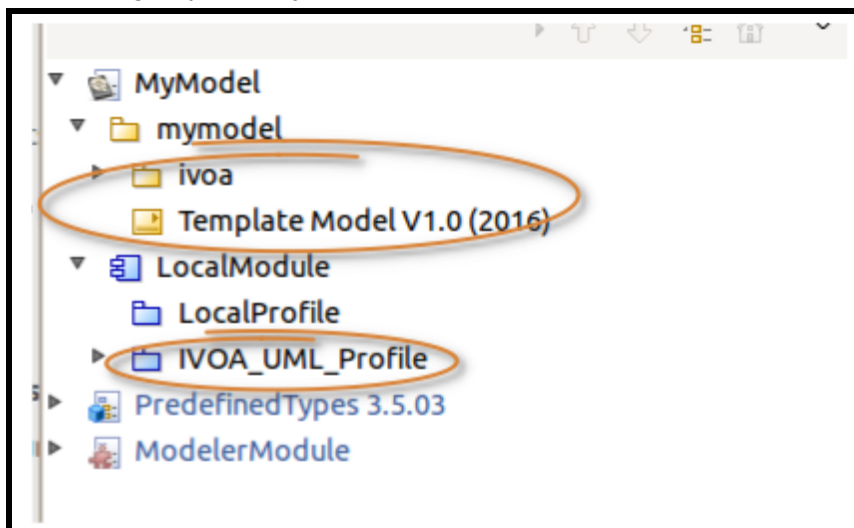 MyModel
mymodel
ivoa
Template Model V1.0 (2016)
LocalModule
LocalProfile
IVOA_UML_Profile
PredefinedTypes 3.5.03
ModelerModule